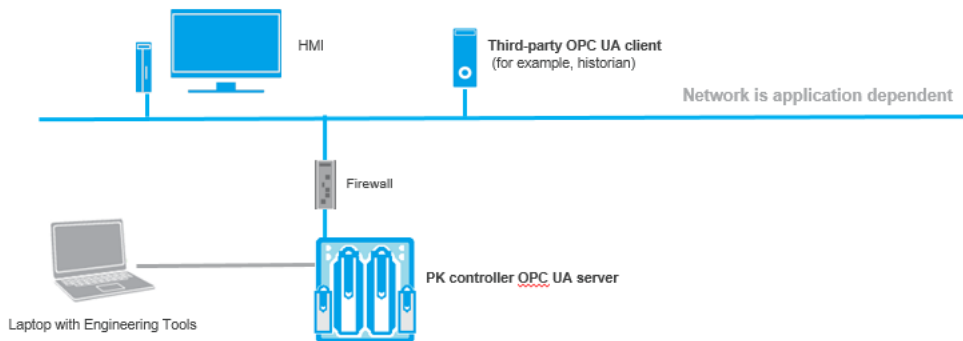 HMI
Third-party OPC UA client
(for example, historian)
Network is application dependent
Firewall
PK controller OPC UA server
Laptop with Engineering Tools